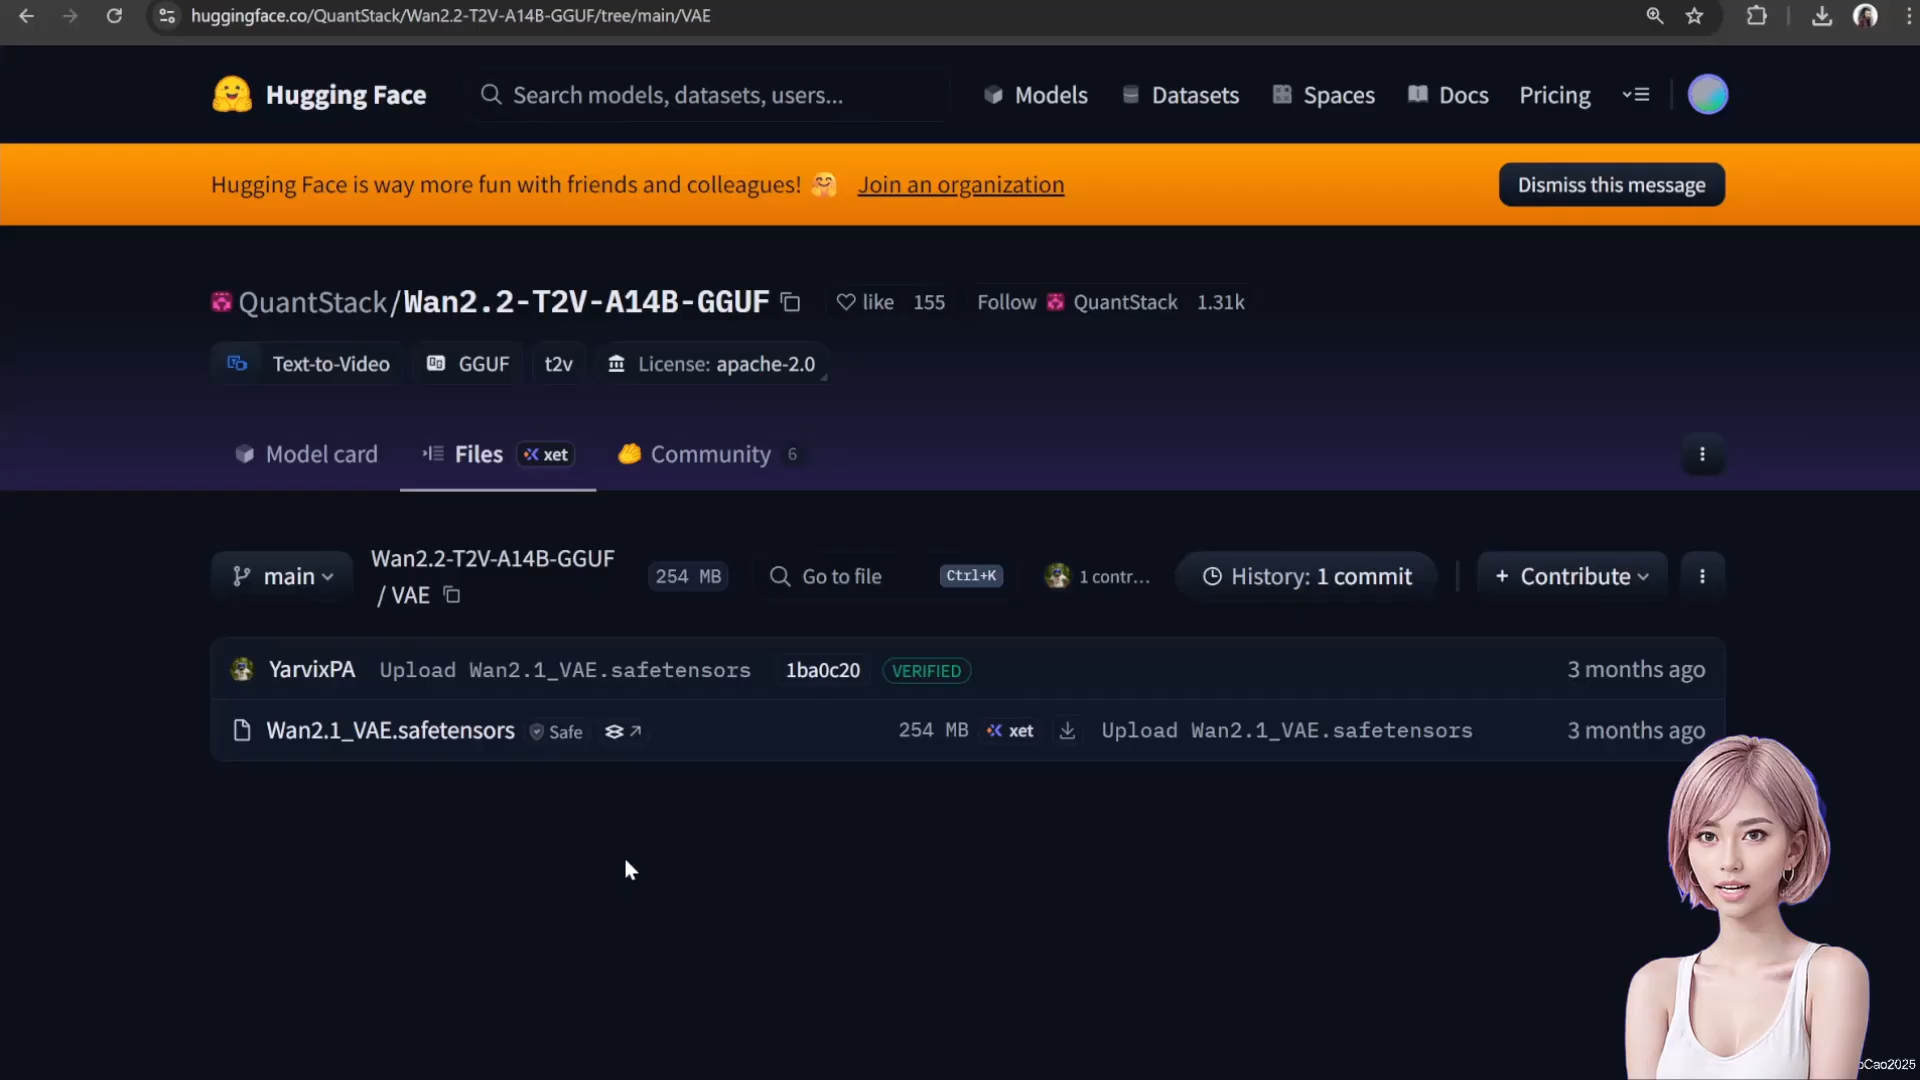 huggingface.co/QuantStack/Wan2.2-T2V-A14B-GGUF/tree/main/VAE
Hugging Face
Search models, datasets, users...
Models
Datasets
Spaces
Docs
Pricing
Hugging Face is way more fun with friends and colleagues! Join an organization
Dismiss this message
QuantStack/Wan2.2-T2V-A14B-GGUF
like 155
Follow QuantStack 1.31k
Text-to-Video
GGUF
t2v
License: apache-2.0
Model card
Files xet
Community 6
main
Wan2.2-T2V-A14B-GGUF
/ VAE
254 MB
Go to file
Ctrl+K
1 contr...
History: 1 commit
+ Contribute
YarvixPA Upload Wan2.1_VAE.safetensors 1ba0c20 VERIFIED 3 months ago
Wan2.1_VAE.safetensors Safe 254 MB xet Upload Wan2.1_VAE.safetensors 3 months ago
Cao2025